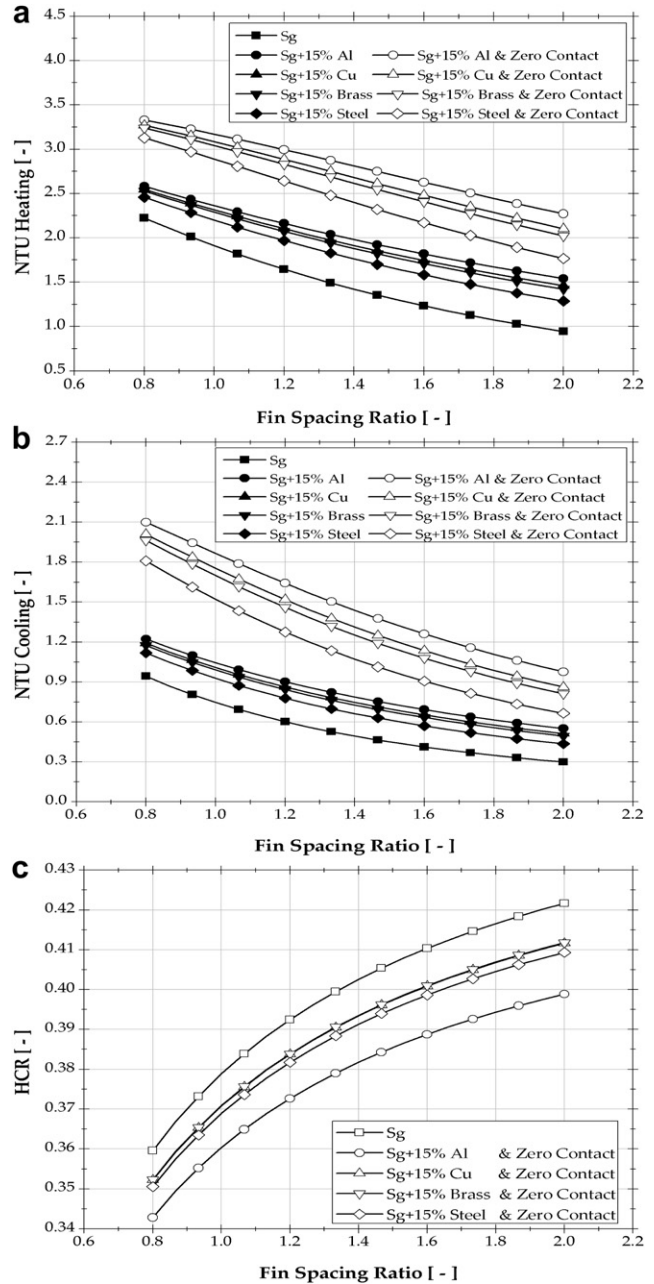 a
4.5
4.0
3.5
3.0
2.5
2.0
1.5
1.0
0.5
NTU Heating [ - ]
Sg
Sg+15% Al
Sg+15% Cu
Sg+15% Brass
Sg+15% Steel
Sg+15% Al & Zero Contact
Sg+15% Cu & Zero Contact
Sg+15% Brass & Zero Contact
Sg+15% Steel & Zero Contact
0.6 0.8 1.0 1.2 1.4 1.6 1.8 2.0 2.2
Fin Spacing Ratio [ - ]
b
2.7
2.4
2.1
1.8
1.5
1.2
0.9
0.6
0.3
0.0
NTU Cooling [ - ]
Sg
Sg+15% Al
Sg+15% Cu
Sg+15% Brass
Sg+15% Steel
Sg+15% Al & Zero Contact
Sg+15% Cu & Zero Contact
Sg+15% Brass & Zero Contact
Sg+15% Steel & Zero Contact
0.6 0.8 1.0 1.2 1.4 1.6 1.8 2.0 2.2
Fin Spacing Ratio [ - ]
c
0.43
0.42
0.41
0.40
0.39
0.38
0.37
0.36
0.35
0.34
HCR [ - ]
Sg
Sg+15% Al & Zero Contact
Sg+15% Cu & Zero Contact
Sg+15% Brass & Zero Contact
Sg+15% Steel & Zero Contact
0.6 0.8 1.0 1.2 1.4 1.6 1.8 2.0 2.2
Fin Spacing Ratio [ - ]